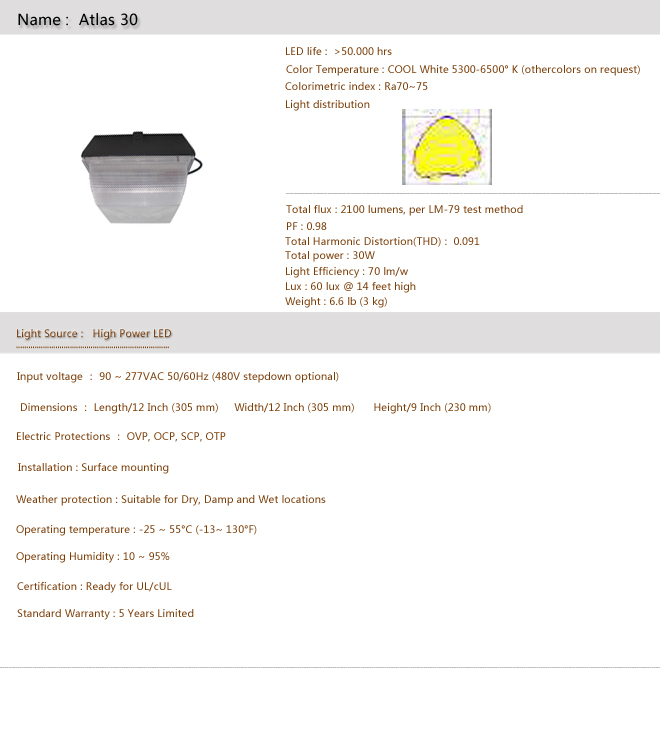 Name :  Atlas 30
LED life :  >50.000 hrs
Color Temperature : COOL White 5300-6500° K (othercolors on request)
Colorimetric index : Ra70~75
Light distribution
Total flux : 2100 lumens, per LM-79 test method
PF : 0.98
Total Harmonic Distortion(THD) :  0.091
Total power : 30W
Light Efficiency : 70 lm/w
Lux : 60 lux @ 14 feet high
Weight : 6.6 lb (3 kg)
Light Source :   High Power LED
Input voltage  :  90 ~ 277VAC 50/60Hz (480V stepdown optional)
Dimensions  :  Length/12 Inch (305 mm)     Width/12 Inch (305 mm)      Height/9 Inch (230 mm)
Electric Protections  :  OVP, OCP, SCP, OTP
Installation : Surface mounting
Weather protection : Suitable for Dry, Damp and Wet locations
Operating temperature : -25 ~ 55°C (-13~ 130°F)
Operating Humidity : 10 ~ 95%
Certification : Ready for UL/cUL
Standard Warranty : 5 Years Limited